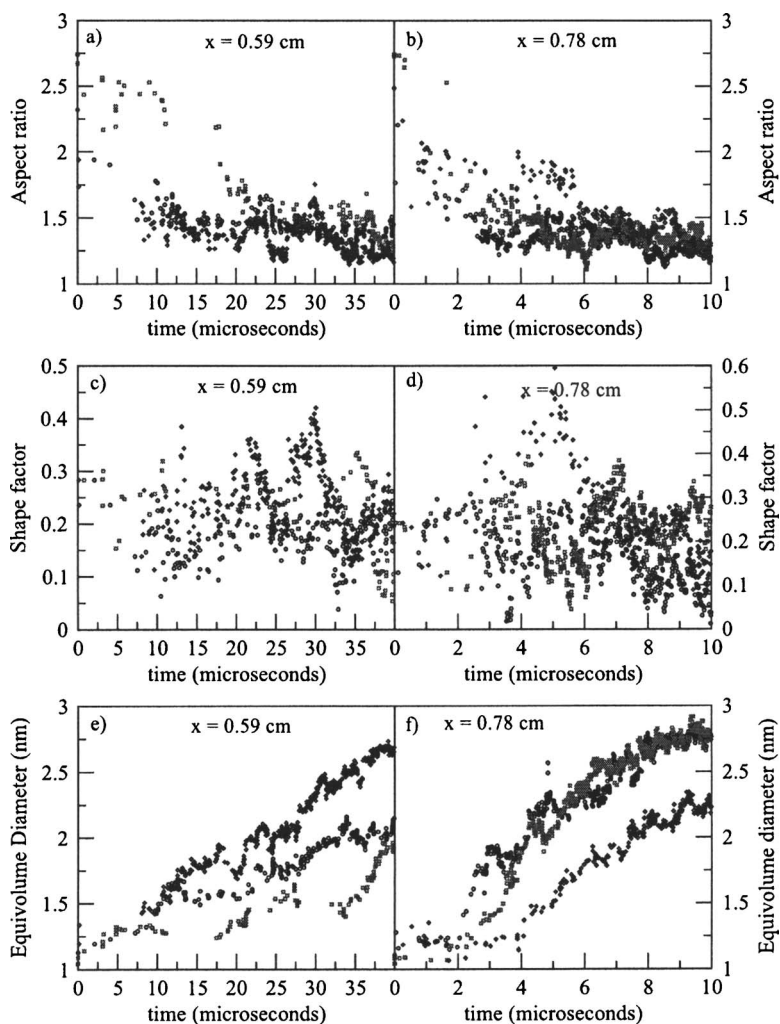 a) x = 0.59 cm
b) x = 0.78 cm
Aspect ratio
3
2.5
2
1.5
1
0 5 10 15 20 25 30 35 40
time (microseconds)
0 2 4 6 8 10
time (microseconds)
3
2.5
2
1.5
1
Aspect ratio
c) x = 0.59 cm
d) x = 0.78 cm
Shape factor
0.5
0.4
0.3
0.2
0.1
0
0 5 10 15 20 25 30 35 40
time (microseconds)
0 2 4 6 8 10
time (microseconds)
0.6
0.5
0.4
0.3
0.2
0.1
0
Shape factor
e) x = 0.59 cm
f) x = 0.78 cm
Equivolume Diameter (nm)
3
2.5
2
1.5
1
0 5 10 15 20 25 30 35 40
time (microseconds)
0 2 4 6 8 10
time (microseconds)
3
2.5
2
1.5
1
Equivolume diameter (nm)